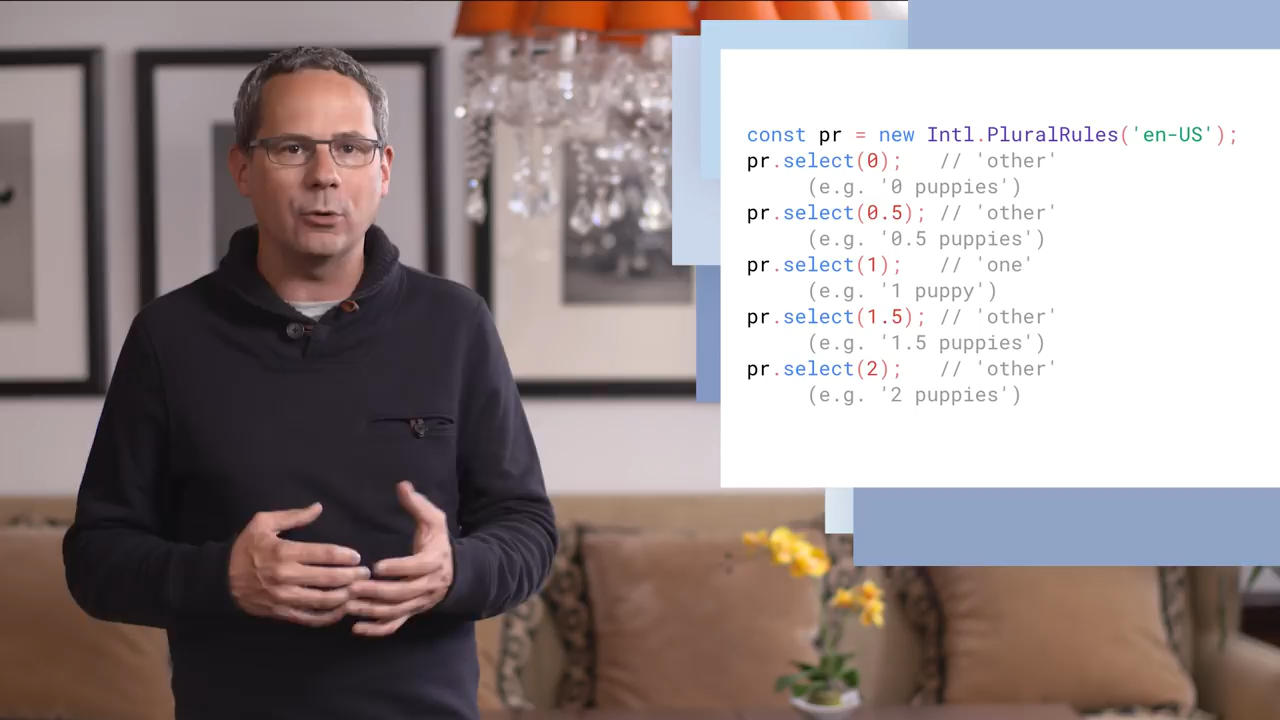 const pr = new Intl.PluralRules('en-US');
pr.select(0); // 'other'
(e.g. '0 puppies')
pr.select(0.5); // 'other'
(e.g. '0.5 puppies')
pr.select(1); // 'one'
(e.g. '1 puppy')
pr.select(1.5); // 'other'
(e.g. '1.5 puppies')
pr.select(2); // 'other'
(e.g. '2 puppies')